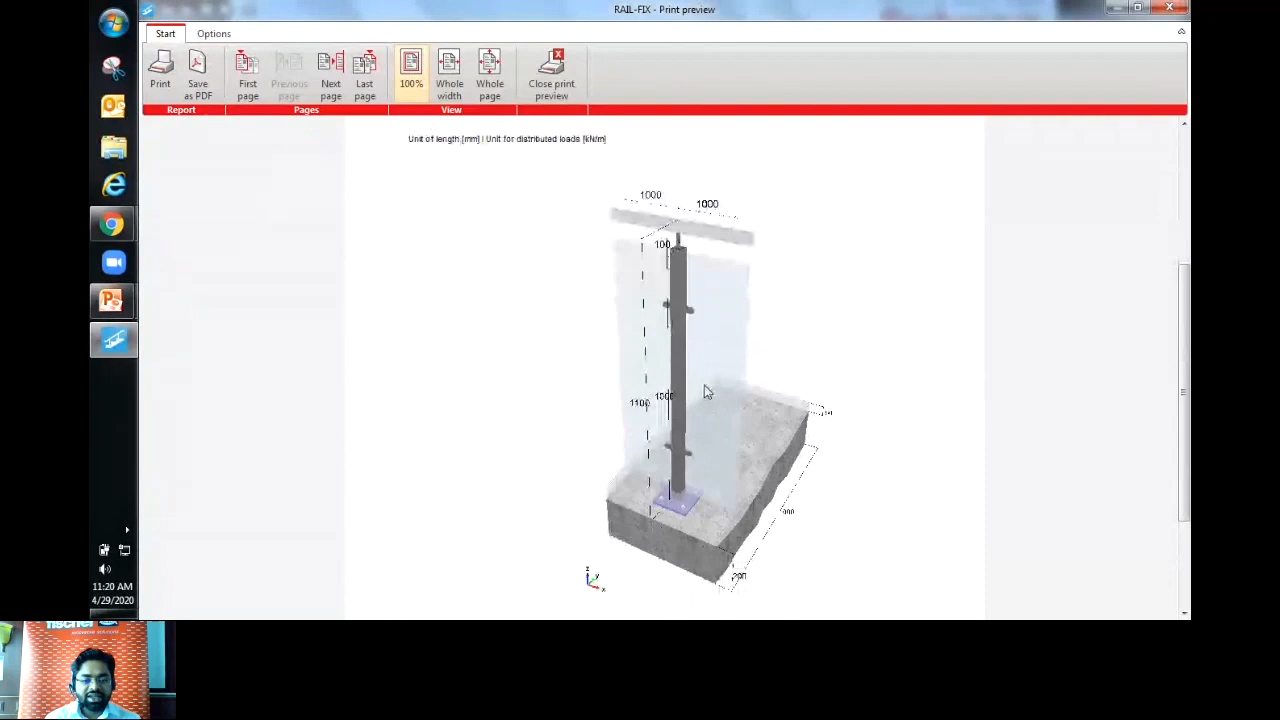 RAIL-FIX - Print preview
Start
Options
Print
Save as PDF
First page
Previous page
Next page
Last page
100%
Whole width
Whole page
Close print preview
Report
Pages
View
Unit of length [mm] | Unit for distributed loads [kN/m]
1000
1000
100
1100
1000
200
z
y
x
11:20 AM
4/29/2020
fischer